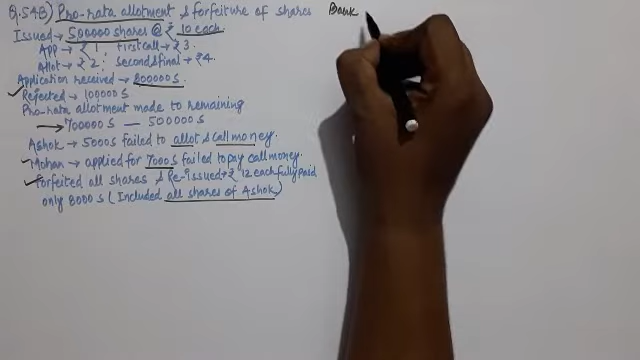 Q.54B) Pro-rata allotment & forfeiture of shares
Issued → 500000 shares @ ₹ 10 each
App → ₹ 1 first call → ₹ 3
Allot → ₹ 2 Second & final → ₹4
Application received → 800000 S
Rejected → 100000 S
Pro-rata allotment made to remaining
→ 700000 S — 500000 S
Ashok → 5000 S failed to allot & call money.
Mohan → applied for 7000 S failed to pay call money.
Forfeited all shares & Re-issued → ₹ 12 each fully paid
only 8000 S (Included all shares of Ashok)
Bank